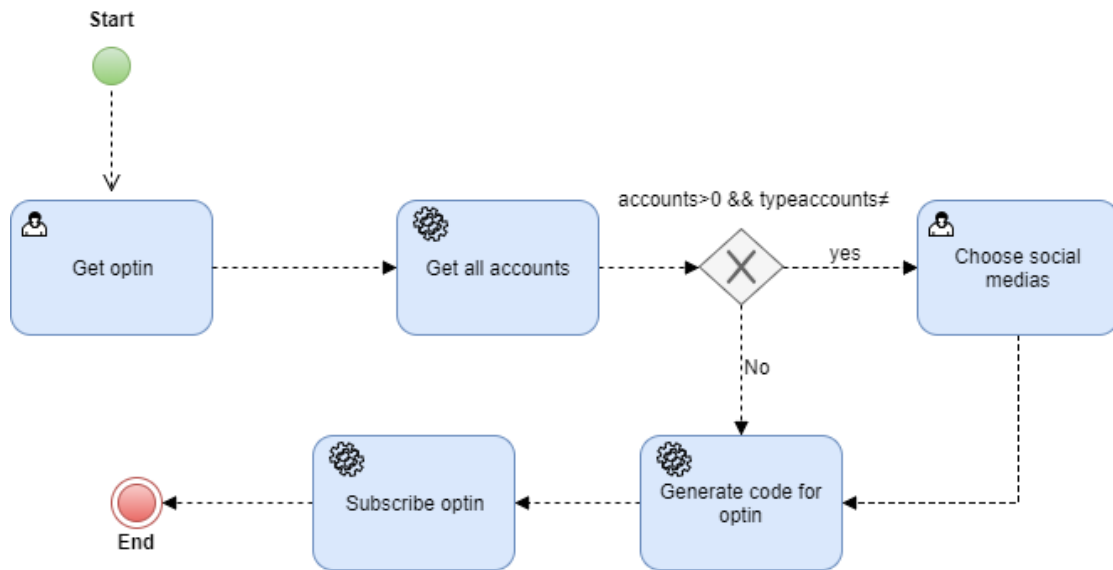 Start
Get optin
Get all accounts
accounts>0 && typeaccounts≠
yes
Choose social
medias
No
Generate code for
optin
Subscribe optin
End